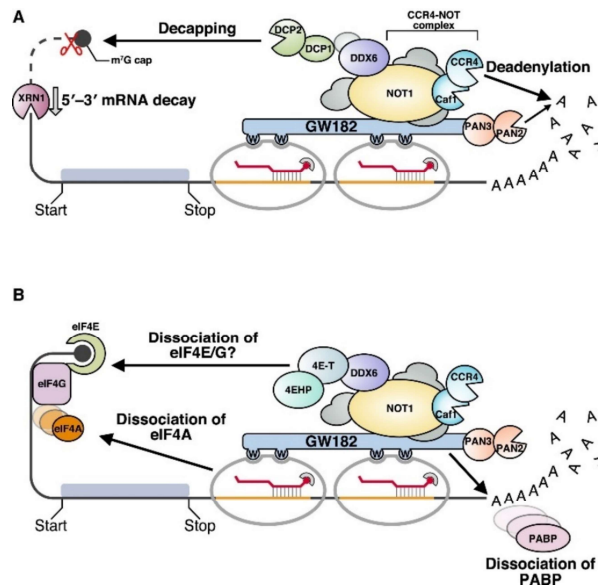 A
Decapping
DCP2
DCP1
DDX6
CCR4-NOT
complex
CCR4
Deadenylation
m⁷G cap
NOT1
Caf1
XRN1
5′–3′ mRNA decay
GW182
PAN3
PAN2
W W W W
A
A
A
A
A
A
A
AAAAA
Start
Stop
B
eIF4E
Dissociation of
eIF4E/G?
4E-T
DDX6
CCR4
4EHP
eIF4G
NOT1
Caf1
Dissociation of
eIF4A
eIF4A
GW182
PAN3
PAN2
W W W W
A
A
A
A
A
A
A
AAAAA
Start
Stop
PABP
Dissociation of
PABP